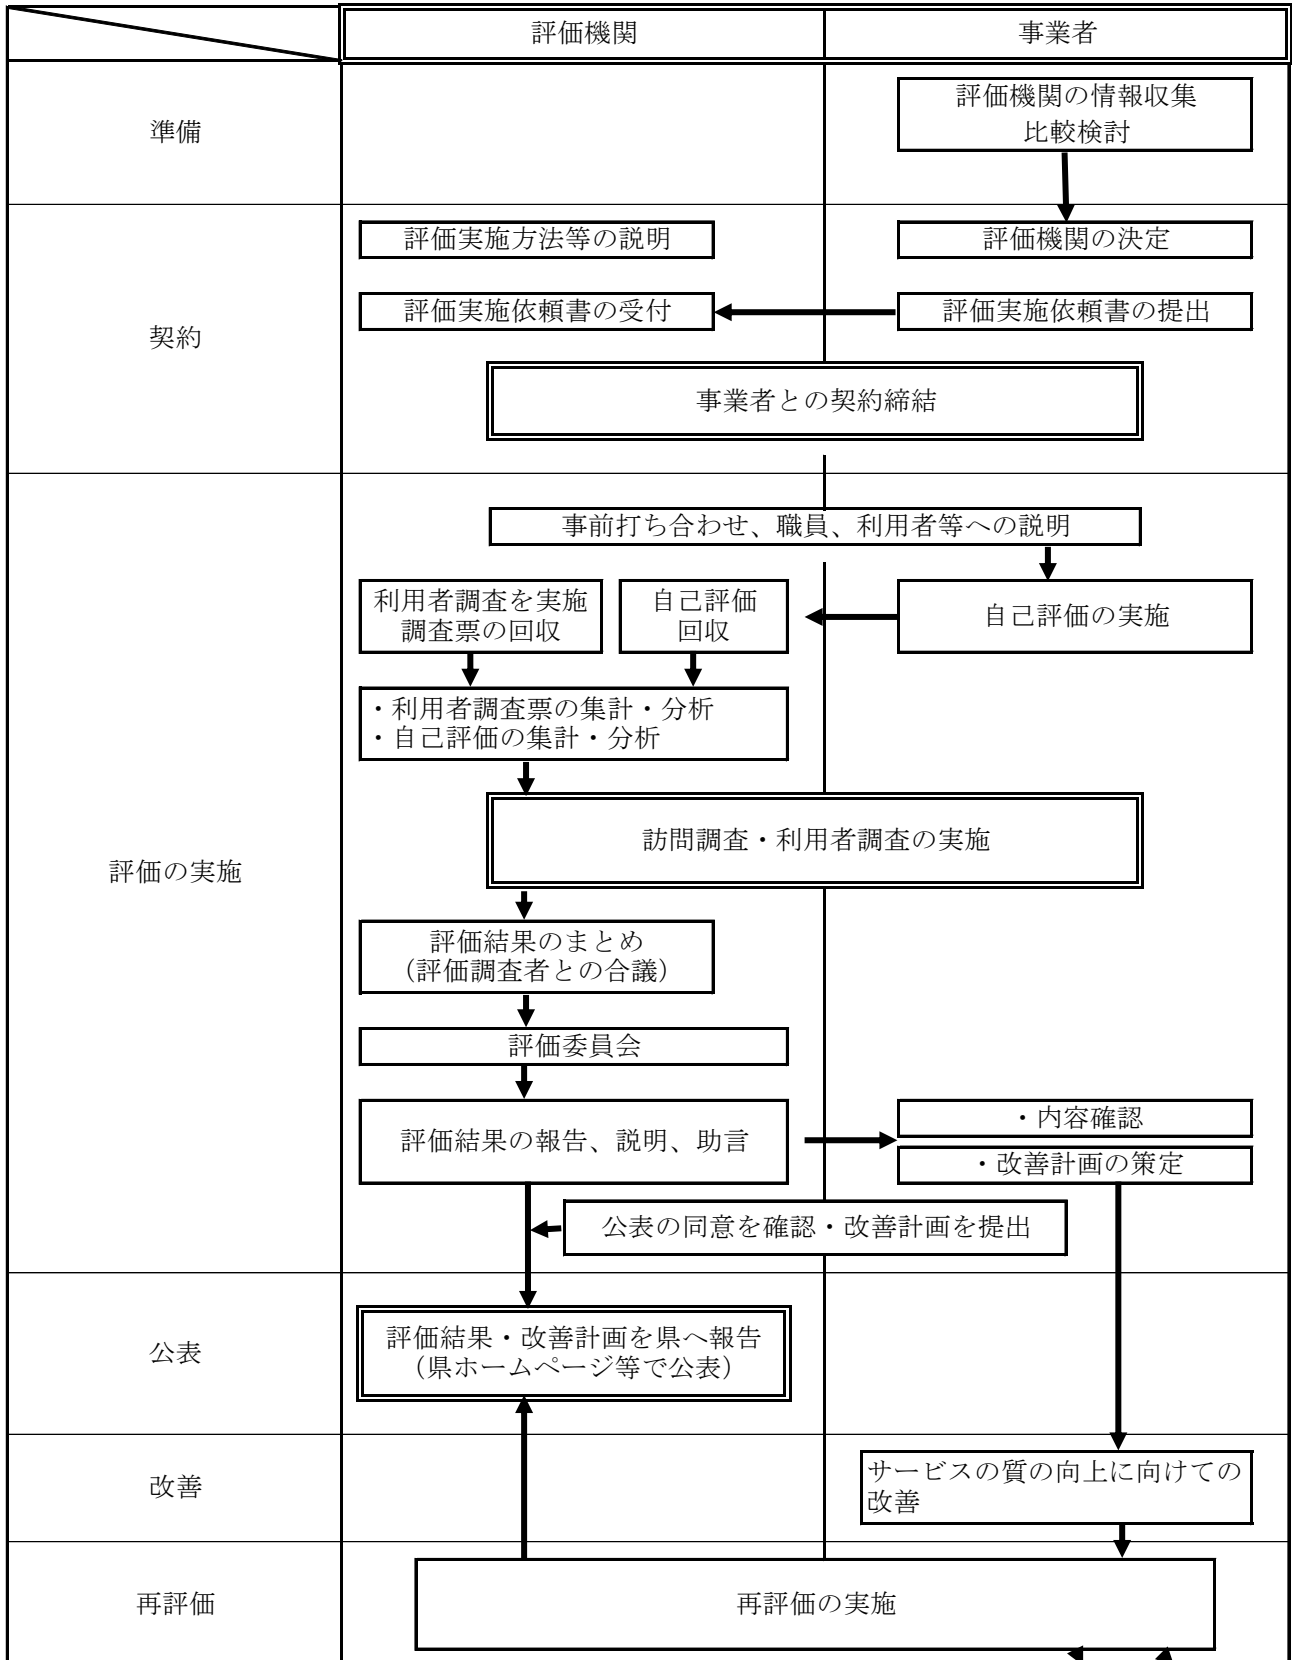 評価機関
事業者
準備
評価機関の情報収集
比較検討
契約
評価実施方法等の説明
評価機関の決定
評価実施依頼書の受付
評価実施依頼書の提出
事業者との契約締結
評価の実施
事前打ち合わせ、職員、利用者等への説明
利用者調査を実施
調査票の回収
自己評価
回収
自己評価の実施
・利用者調査票の集計・分析
・自己評価の集計・分析
訪問調査・利用者調査の実施
評価結果のまとめ
（評価調査者との合議）
評価委員会
評価結果の報告、説明、助言
・内容確認
・改善計画の策定
公表の同意を確認・改善計画を提出
公表
評価結果・改善計画を県へ報告
（県ホームページ等で公表）
改善
サービスの質の向上に向けての
改善
再評価
再評価の実施